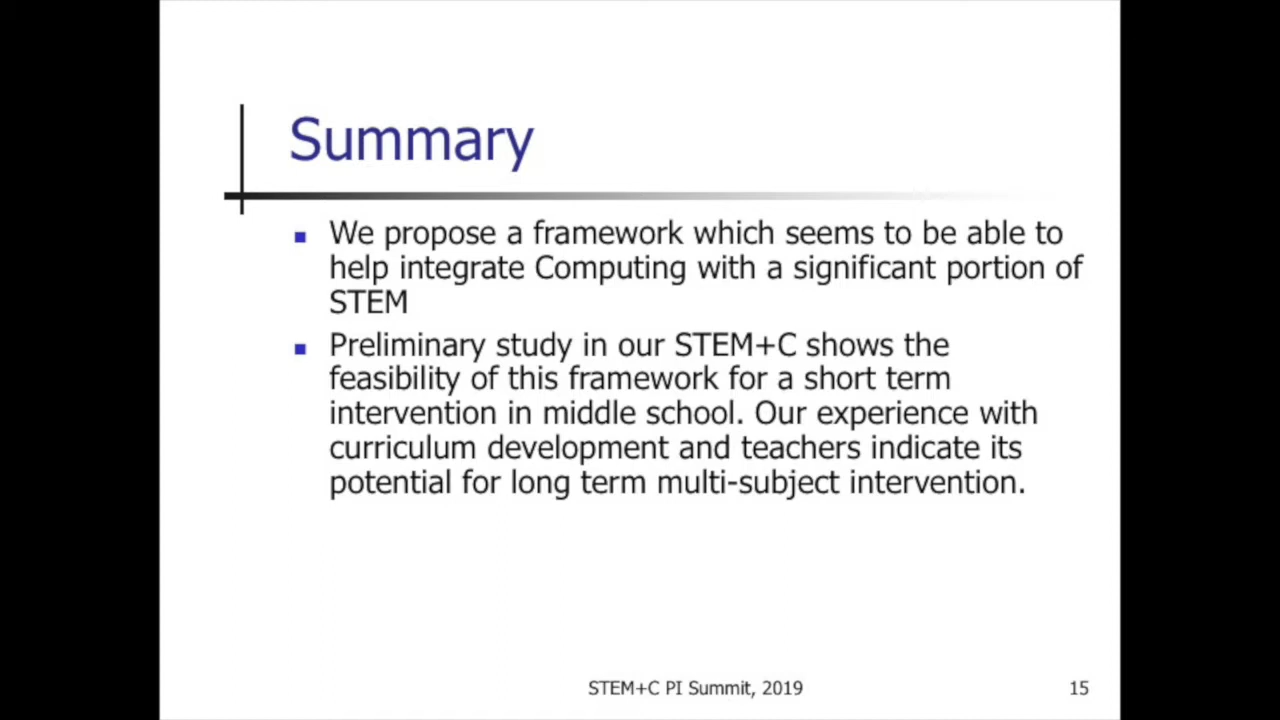 Summary
We propose a framework which seems to be able to
help integrate Computing with a significant portion of
STEM
Preliminary study in our STEM+C shows the
feasibility of this framework for a short term
intervention in middle school. Our experience with
curriculum development and teachers indicate its
potential for long term multi-subject intervention.
STEM+C PI Summit, 2019
15